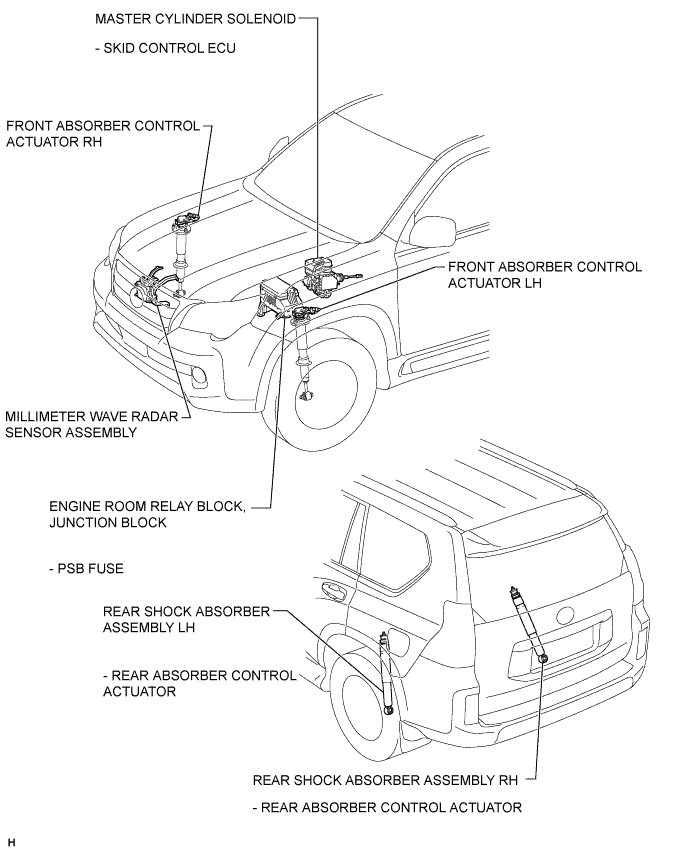 MASTER CYLINDER SOLENOID
- SKID CONTROL ECU
FRONT ABSORBER CONTROL
ACTUATOR RH
FRONT ABSORBER CONTROL
ACTUATOR LH
MILLIMETER WAVE RADAR
SENSOR ASSEMBLY
ENGINE ROOM RELAY BLOCK,
JUNCTION BLOCK
- PSB FUSE
REAR SHOCK ABSORBER
ASSEMBLY LH
- REAR ABSORBER CONTROL
ACTUATOR
REAR SHOCK ABSORBER ASSEMBLY RH
- REAR ABSORBER CONTROL ACTUATOR
H